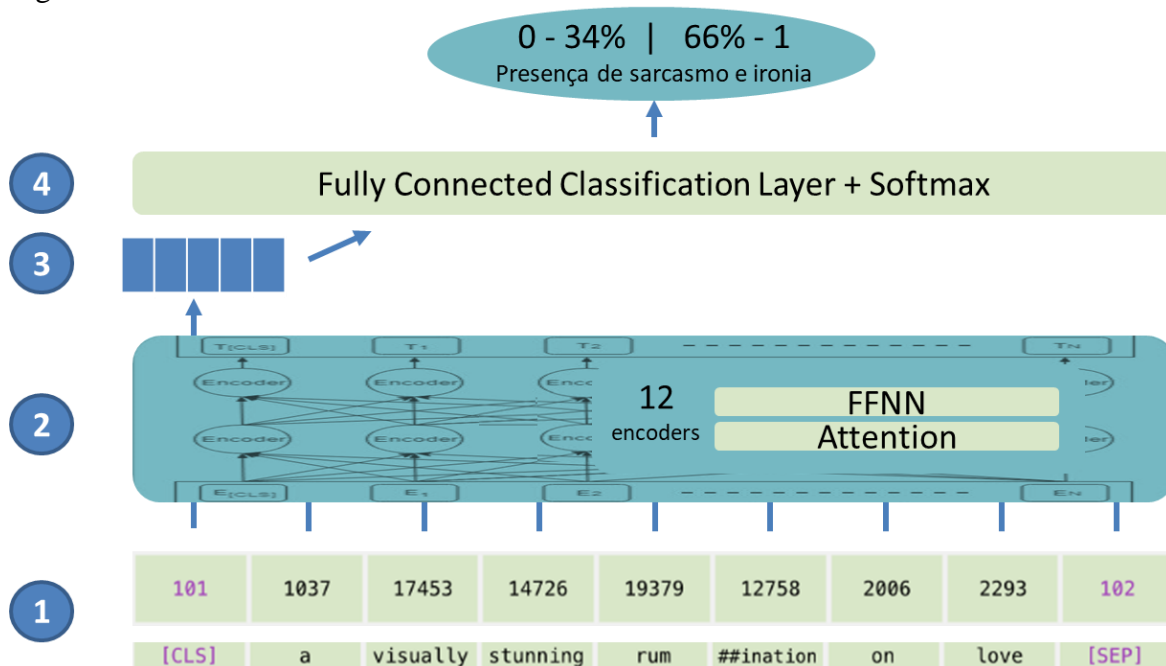 0 - 34% | 66% - 1
Presença de sarcasmo e ironia
4
Fully Connected Classification Layer + Softmax
3
T[CLS] T1 T2 TN
Encoder Encoder
2
12
encoders
FFNN
Attention
Encoder Encoder
E[CLS] E1 E2 EN
1
101 1037 17453 14726 19379 12758 2006 2293 102
[CLS] a visually stunning rum ##ination on love [SEP]